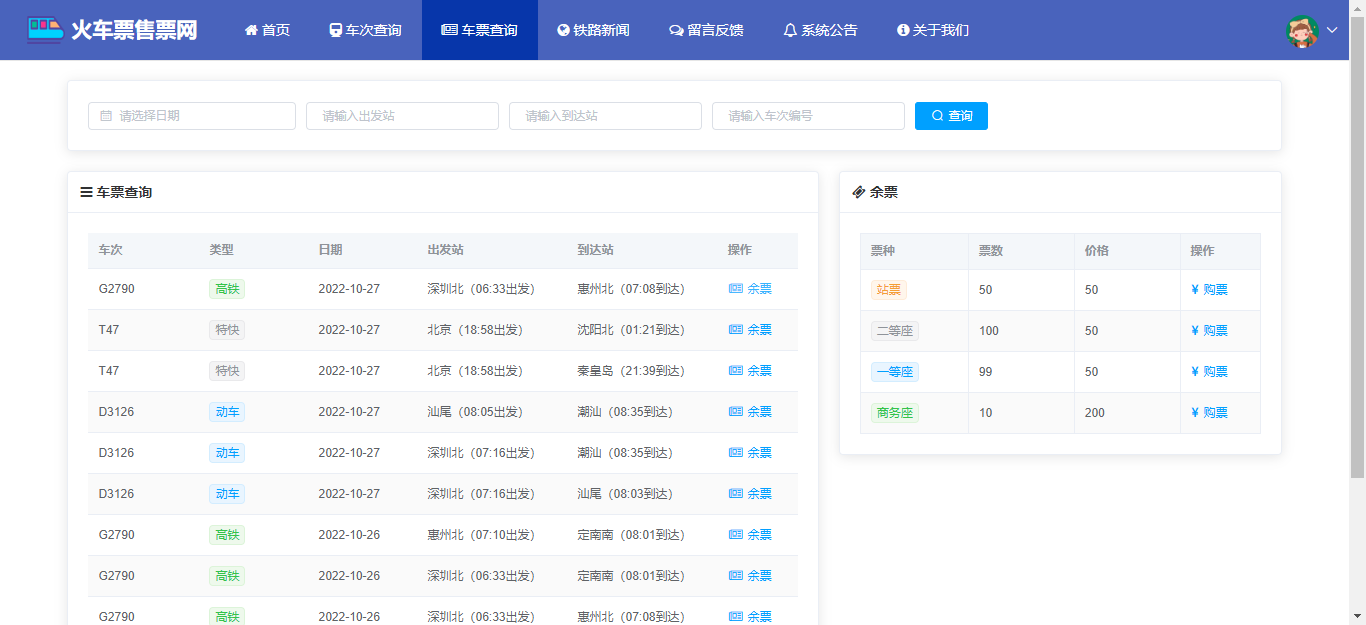 火车票售票网 首页 车次查询 车票查询 铁路新闻 留言反馈 系统公告 关于我们
请选择日期 请输入出发站 请输入到达站 请输入车次编号 查询
车票查询
车次 类型 日期 出发站 到达站 操作
G2790 高铁 2022-10-27 深圳北（06:33出发） 惠州北（07:08到达） 余票
T47 特快 2022-10-27 北京（18:58出发） 沈阳北（01:21到达） 余票
T47 特快 2022-10-27 北京（18:58出发） 秦皇岛（21:39到达） 余票
D3126 动车 2022-10-27 汕尾（08:05出发） 潮汕（08:35到达） 余票
D3126 动车 2022-10-27 深圳北（07:16出发） 潮汕（08:35到达） 余票
D3126 动车 2022-10-27 深圳北（07:16出发） 汕尾（08:03到达） 余票
G2790 高铁 2022-10-26 惠州北（07:10出发） 定南南（08:01到达） 余票
G2790 高铁 2022-10-26 深圳北（06:33出发） 定南南（08:01到达） 余票
G2790 高铁 2022-10-26 深圳北（06:33出发） 惠州北（07:08到达） 余票
余票
票种 票数 价格 操作
站票 50 50 ¥ 购票
二等座 100 50 ¥ 购票
一等座 99 50 ¥ 购票
商务座 10 200 ¥ 购票